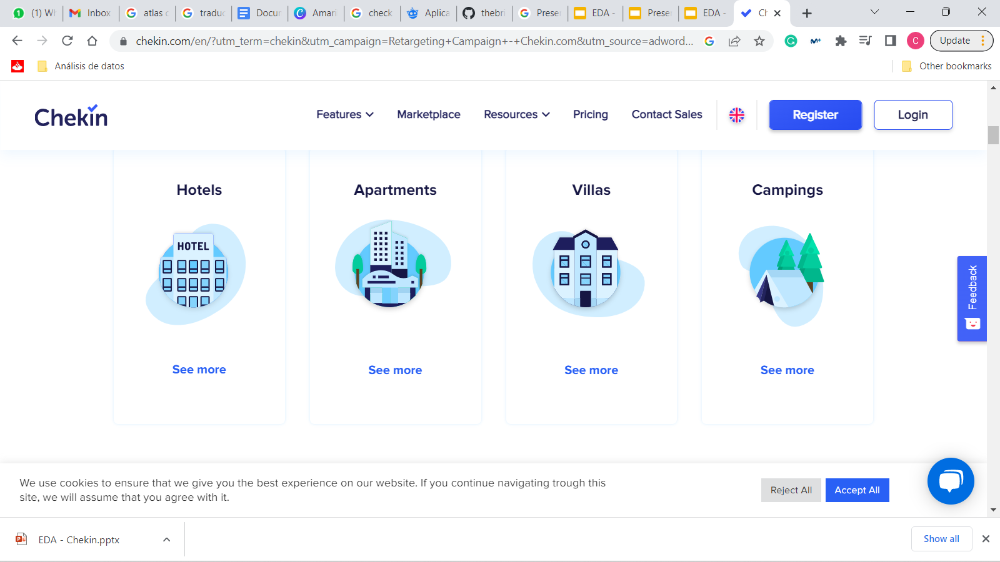 (1) Wh
Inbox
atlas c
traduc
Docur
Amari
check
Aplica
thebri
Preser
EDA -
Preser
EDA -
Ch
chekin.com/en/?utm_term=chekin&utm_campaign=Retargeting+Campaign+-+Chekin.com&utm_source=adword...
C
Update
Análisis de datos
Other bookmarks
Chekin
Features
Marketplace
Resources
Pricing
Contact Sales
Register
Login
Hotels
Apartments
Villas
Campings
HOTEL
See more
See more
See more
See more
Feedback
We use cookies to ensure that we give you the best experience on our website. If you continue navigating trough this
site, we will assume that you agree with it.
Reject All
Accept All
EDA - Chekin.pptx
Show all